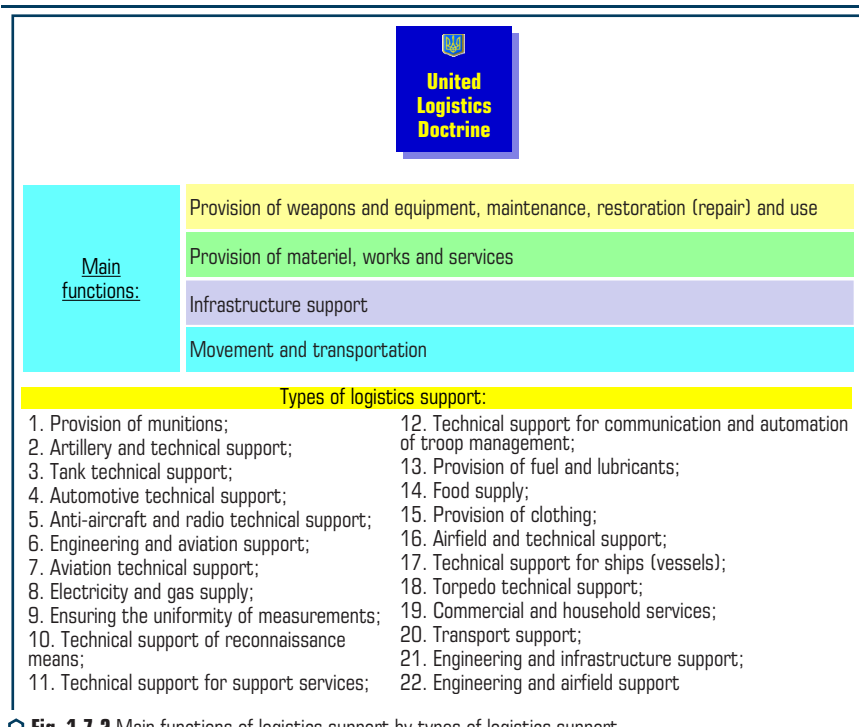 United
Logistics
Doctrine
Main
functions:
Provision of weapons and equipment, maintenance, restoration (repair) and use
Provision of materiel, works and services
Infrastructure support
Movement and transportation
Types of logistics support:
1. Provision of munitions;
2. Artillery and technical support;
3. Tank technical support;
4. Automotive technical support;
5. Anti-aircraft and radio technical support;
6. Engineering and aviation support;
7. Aviation technical support;
8. Electricity and gas supply;
9. Ensuring the uniformity of measurements;
10. Technical support of reconnaissance
means;
11. Technical support for support services;
12. Technical support for communication and automation
of troop management;
13. Provision of fuel and lubricants;
14. Food supply;
15. Provision of clothing;
16. Airfield and technical support;
17. Technical support for ships (vessels);
18. Torpedo technical support;
19. Commercial and household services;
20. Transport support;
21. Engineering and infrastructure support;
22. Engineering and airfield support
Fig. 1.7.2 Main functions of logistics support by types of logistics support